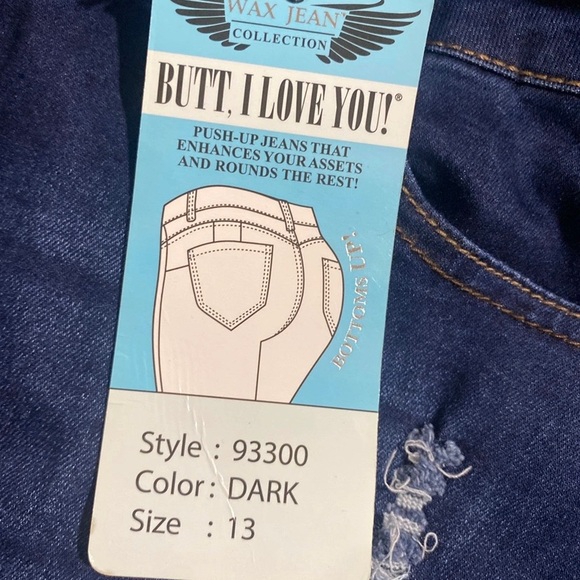 WAX JEAN™
COLLECTION
BUTT, I LOVE YOU!®
PUSH-UP JEANS THAT
ENHANCES YOUR ASSETS
AND ROUNDS THE REST!
BOTTOMS UP!
Style : 93300
Color : DARK
Size : 13